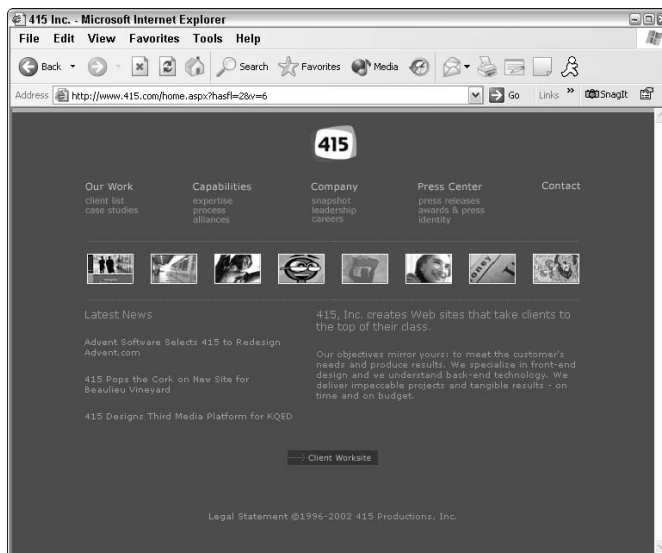 415 Inc. - Microsoft Internet Explorer
File Edit View Favorites Tools Help
Back Search Favorites Media
Address http://www.415.com/home.aspx?hasfl=2&v=6 Go Links » SnagIt
415
Our Work Capabilities Company Press Center Contact
client list expertise snapshot press releases
case studies process leadership awards & press
alliances careers identity
Latest News
415, Inc. creates Web sites that take clients to
the top of their class.
Advent Software Selects 415 to Redesign
Advent.com
415 Pops the Cork on New Site for
Beaulieu Vineyard
415 Designs Third Media Platform for KQED
Our objectives mirror yours: to meet the customer's
needs and produce results. We specialize in front-end
design and we understand back-end technology. We
deliver impeccable projects and tangible results - on
time and on budget.
Client Worksite
Legal Statement ©1996-2002 415 Productions, Inc.